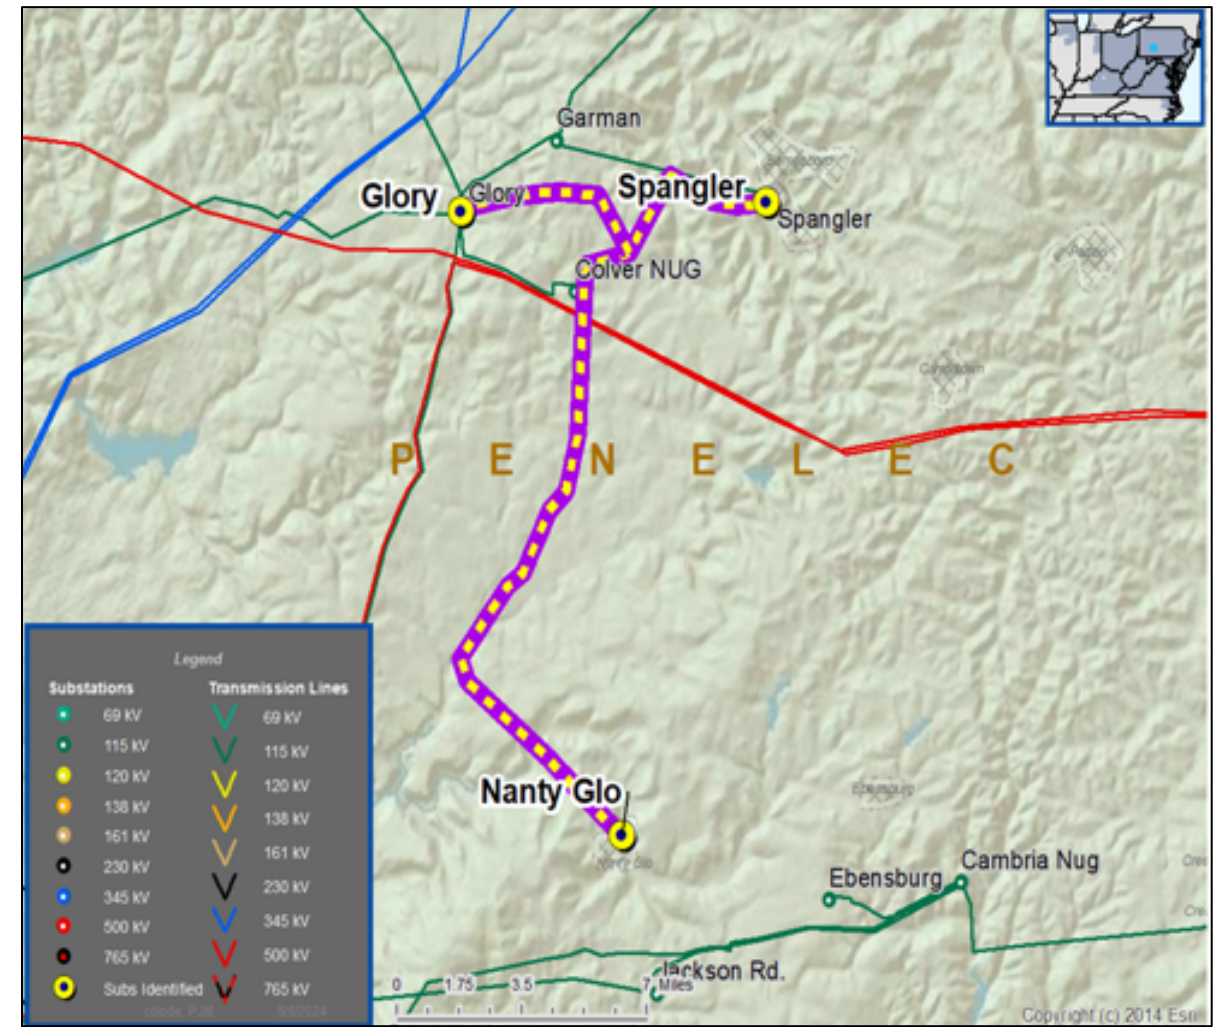 Garman
Glory
Glory
Spangler
Spangler
Colver NUG
P E N E L E C
Nanty Glo
Nanty Glo
Ebensburg
Ebensburg
Cambria Nug
Jackson Rd.
Legend
Substations
69 kV
115 kV
120 kV
138 kV
161 kV
230 kV
345 kV
500 kV
765 kV
Subs Identified
Transmission Lines
69 kV
115 kV
120 kV
138 kV
161 kV
230 kV
345 kV
500 kV
765 kV
0 1.75 3.5 7 Miles
Copyright (c) 2014 Esri